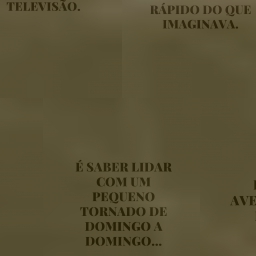 TELEVISÃO.
RÁPIDO DO QUE
IMAGINAVA.
É SABER LIDAR
COM UM
PEQUENO
TORNADO DE
DOMINGO A
DOMINGO...
AVE